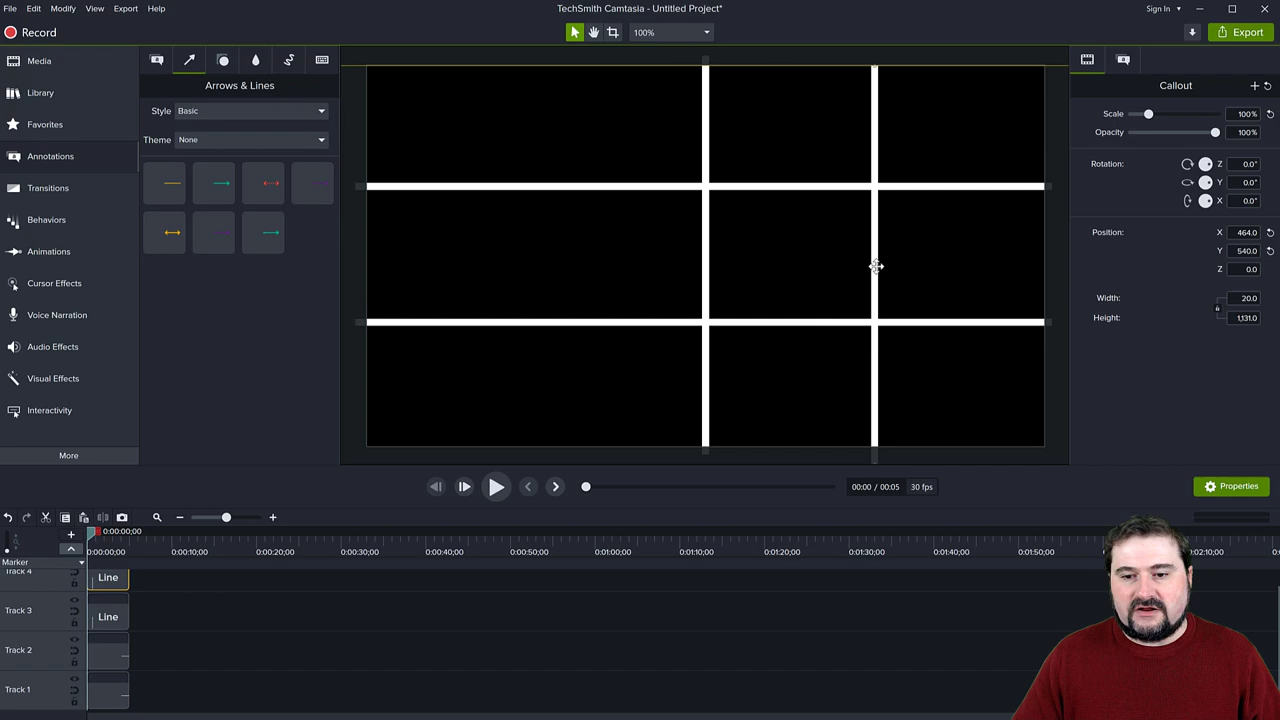 File Edit Modify View Export Help
TechSmith Camtasia - Untitled Project*
Sign In
Record
100%
Export
Media
Library
Favorites
Annotations
Transitions
Behaviors
Animations
Cursor Effects
Voice Narration
Audio Effects
Visual Effects
Interactivity
More
Arrows & Lines
Style Basic
Theme None
Callout
Scale 100%
Opacity 100%
Rotation: Z 0.0°
Y 0.0°
X 0.0°
Position: X 464.0
Y 540.0
Z 0.0
Width: 20.0
Height: 1,131.0
00:00 / 00:05 30 fps
Properties
0:00:00;00
Marker
0:00:00;00 0:00:10;00 0:00:20;00 0:00:30;00 0:00:40;00 0:00:50;00 0:01:00;00 0:01:10;00 0:01:20;00 0:01:30;00 0:01:40;00 0:01:50;00 2:10;00
Track 4 Line
Track 3 Line
Track 2
Track 1